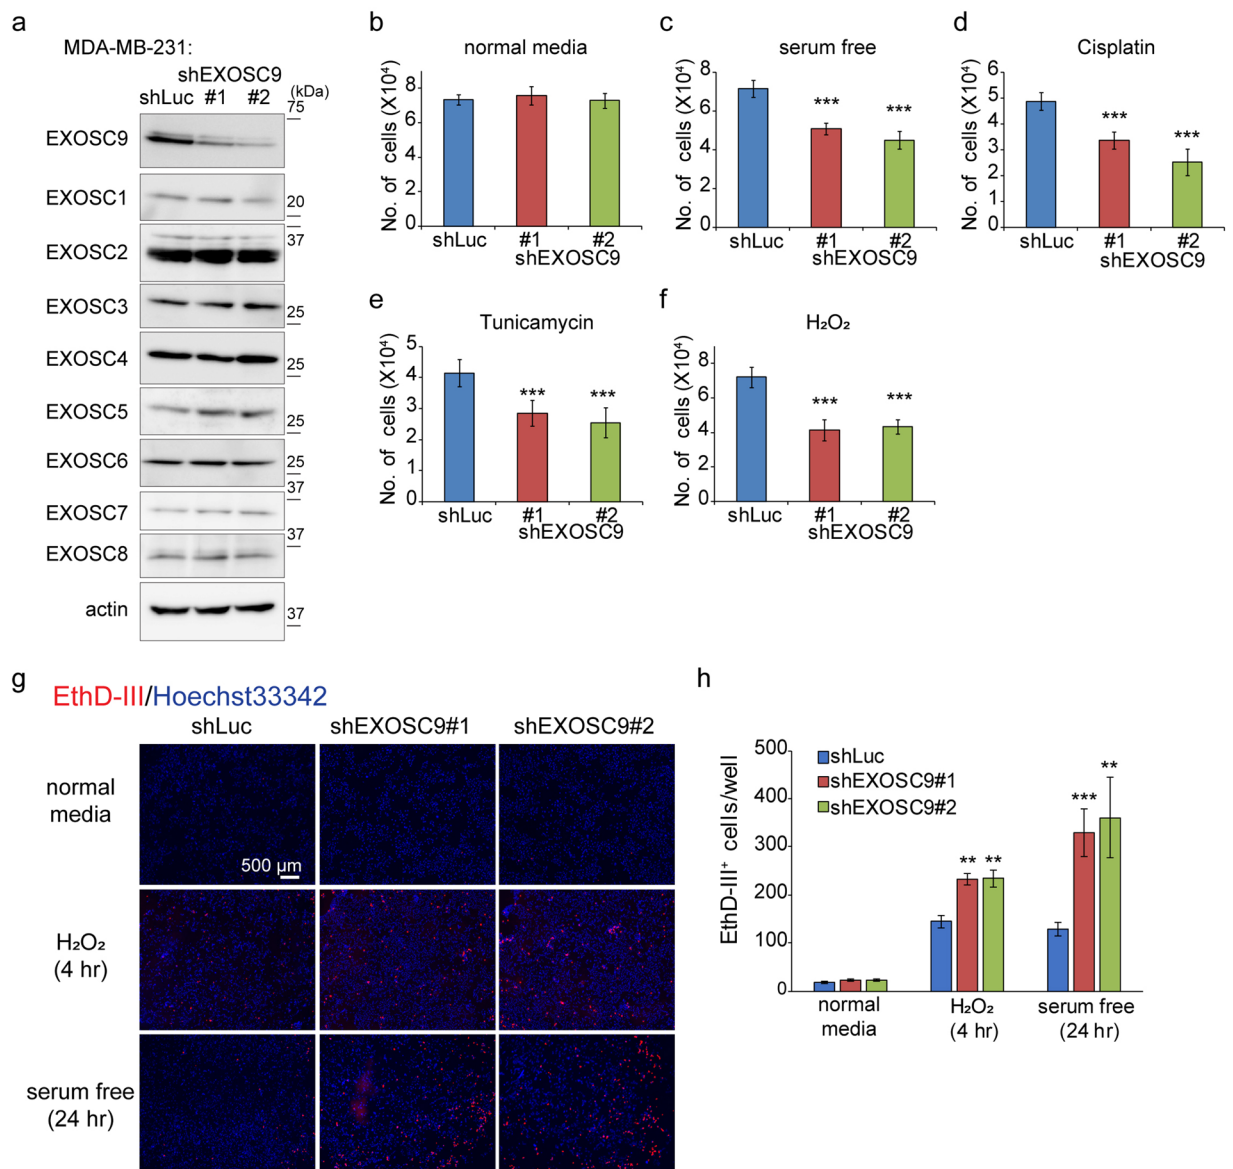 a
MDA-MB-231:
shEXOSC9
shLuc #1 #2 (kDa)
75
EXOSC9
EXOSC1
20
37
EXOSC2
EXOSC3
25
EXOSC4
25
EXOSC5
25
EXOSC6
25
37
EXOSC7
37
EXOSC8
actin
37
b
normal media
No. of cells (X10⁴)
8
6
4
2
0
shLuc #1 #2
shEXOSC9
c
serum free
No. of cells (X10⁴)
8
6
4
2
0
*** ***
shLuc #1 #2
shEXOSC9
d
Cisplatin
No. of cells (X10⁴)
6
5
4
3
2
1
0
*** ***
shLuc #1 #2
shEXOSC9
e
Tunicamycin
No. of cells (X10⁴)
5
4
3
2
1
0
*** ***
shLuc #1 #2
shEXOSC9
f
H₂O₂
No. of cells (X10⁴)
8
6
4
2
0
*** ***
shLuc #1 #2
shEXOSC9
g
EthD-III/Hoechst33342
shLuc shEXOSC9#1 shEXOSC9#2
normal
media
500 µm
H₂O₂
(4 hr)
serum free
(24 hr)
h
EthD-III⁺ cells/well
500
400
300
200
100
0
shLuc
shEXOSC9#1
shEXOSC9#2
** ** *** **
normal
media
H₂O₂
(4 hr)
serum free
(24 hr)